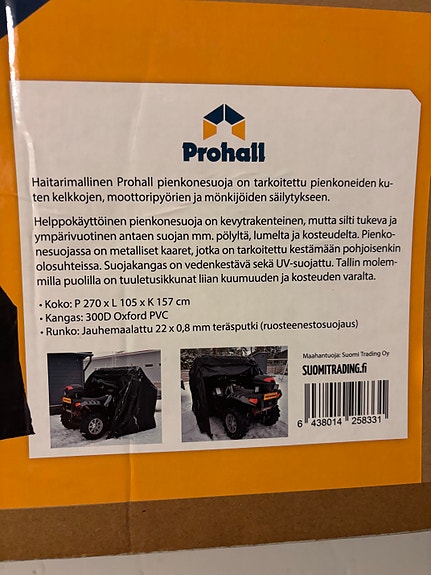 Prohall
Haitarimallinen Prohall pienkonesuoja on tarkoitettu pienkoneiden ku-
ten kelkkojen, moottoripyörien ja mönkijöiden säilytykseen.
Helppokäyttöinen pienkonesuoja on kevytrakenteinen, mutta silti tukeva ja
ympärivuotinen antaen suojan mm. pölyltä, lumelta ja kosteudelta. Pienko-
nesuojassa on metalliset kaaret, jotka on tarkoitettu kestämään pohjoisenkin
olosuhteissa. Suojakangas on vedenkestävä sekä UV-suojattu. Tallin molem-
milla puolilla on tuuletusikkunat liian kuumuuden ja kosteuden varalta.
• Koko: P 270 x L 105 x K 157 cm
• Kangas: 300D Oxford PVC
• Runko: Jauhemaalattu 22 x 0,8 mm teräsputki (ruosteenestosuojaus)
Maahantuoja: Suomi Trading Oy
SUOMITRADING.fi
6 438014 258331